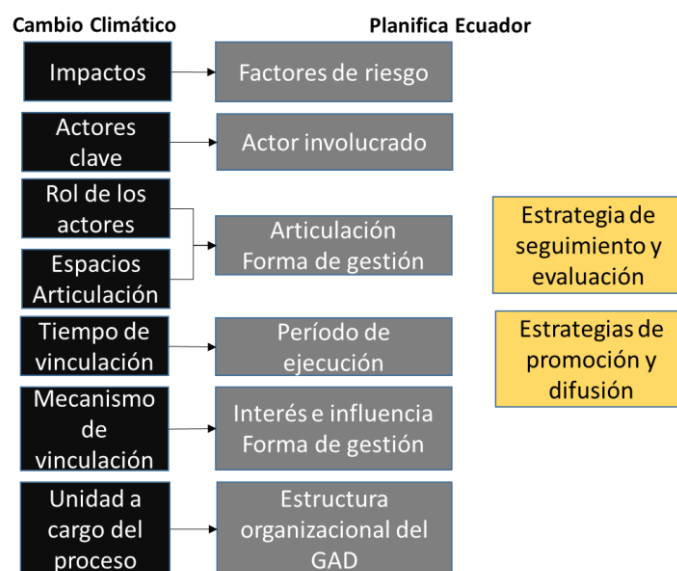 Cambio Climático
Planifica Ecuador
Impactos
Factores de riesgo
Actores
clave
Actor involucrado
Rol de los
actores
Espacios
Articulación
Articulación
Forma de gestión
Tiempo de
vinculación
Período de
ejecución
Mecanismo
de
vinculación
Interés e influencia
Forma de gestión
Unidad a
cargo del
proceso
Estructura
organizacional del
GAD
Estrategia de
seguimiento y
evaluación
Estrategias de
promoción y
difusión